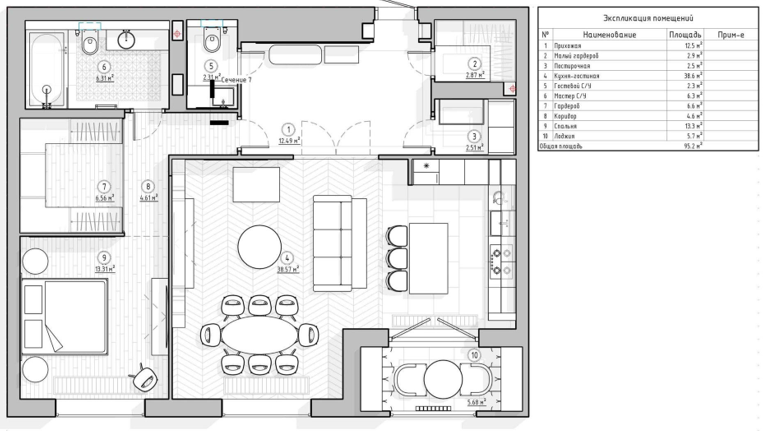 Экспликация помещений
№ Наименование Площадь Прим-е
1 Прихожая 12.5 м²
2 Малый гардероб 2.9 м²
3 Постирочная 2.5 м²
4 Кухня-гостиная 38.6 м²
5 Гостевой С/У 2.3 м²
6 Мастер С/У 6.3 м²
7 Гардероб 6.6 м²
8 Коридор 4.6 м²
9 Спальня 13.3 м²
10 Лоджия 5.7 м²
Общая площадь 95.2 м²
6
6.31 м²
5
2.31 м²
Сечение 7
2
2.87 м²
1
12.49 м²
3
2.51 м²
7
6.56 м²
8
4.61 м²
9
13.31 м²
4
38.57 м²
10
5.68 м²